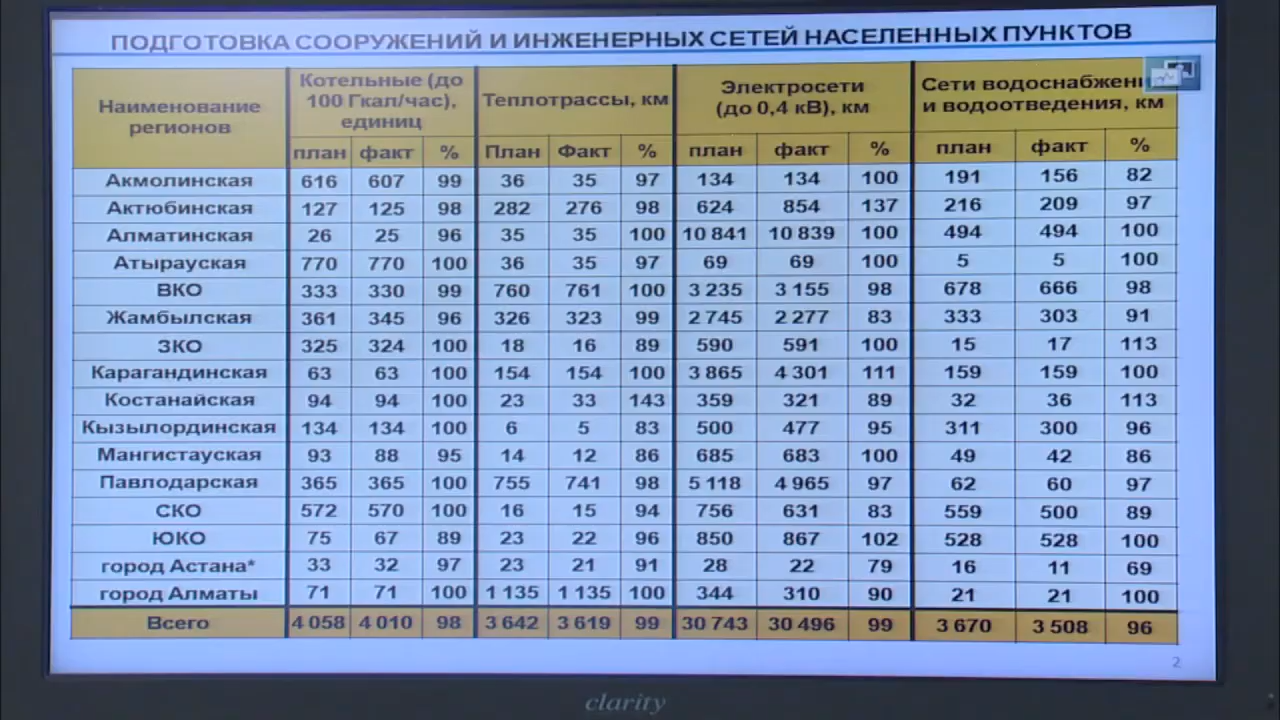 ПОДГОТОВКА СООРУЖЕНИЙ И ИНЖЕНЕРНЫХ СЕТЕЙ НАСЕЛЕННЫХ ПУНКТОВ
Наименование регионов Котельные (до 100 Гкал/час), единиц Теплотрассы, км Электросети (до 0,4 кВ), км Сети водоснабжен и водоотведения, км
план факт % План Факт % план факт % план факт %
Акмолинская 616 607 99 36 35 97 134 134 100 191 156 82
Актюбинская 127 125 98 282 276 98 624 854 137 216 209 97
Алматинская 26 25 96 35 35 100 10 841 10 839 100 494 494 100
Атырауская 770 770 100 36 35 97 69 69 100 5 5 100
ВКО 333 330 99 760 761 100 3 235 3 155 98 678 666 98
Жамбылская 361 345 96 326 323 99 2 745 2 277 83 333 303 91
ЗКО 325 324 100 18 16 89 590 591 100 15 17 113
Карагандинская 63 63 100 154 154 100 3 865 4 301 111 159 159 100
Костанайская 94 94 100 23 33 143 359 321 89 32 36 113
Кызылординская 134 134 100 6 5 83 500 477 95 311 300 96
Мангистауская 93 88 95 14 12 86 685 683 100 49 42 86
Павлодарская 365 365 100 755 741 98 5 118 4 965 97 62 60 97
СКО 572 570 100 16 15 94 756 631 83 559 500 89
ЮКО 75 67 89 23 22 96 850 867 102 528 528 100
город Астана* 33 32 97 23 21 91 28 22 79 16 11 69
город Алматы 71 71 100 1 135 1 135 100 344 310 90 21 21 100
Всего 4 058 4 010 98 3 642 3 619 99 30 743 30 496 99 3 670 3 508 96
2
clarity